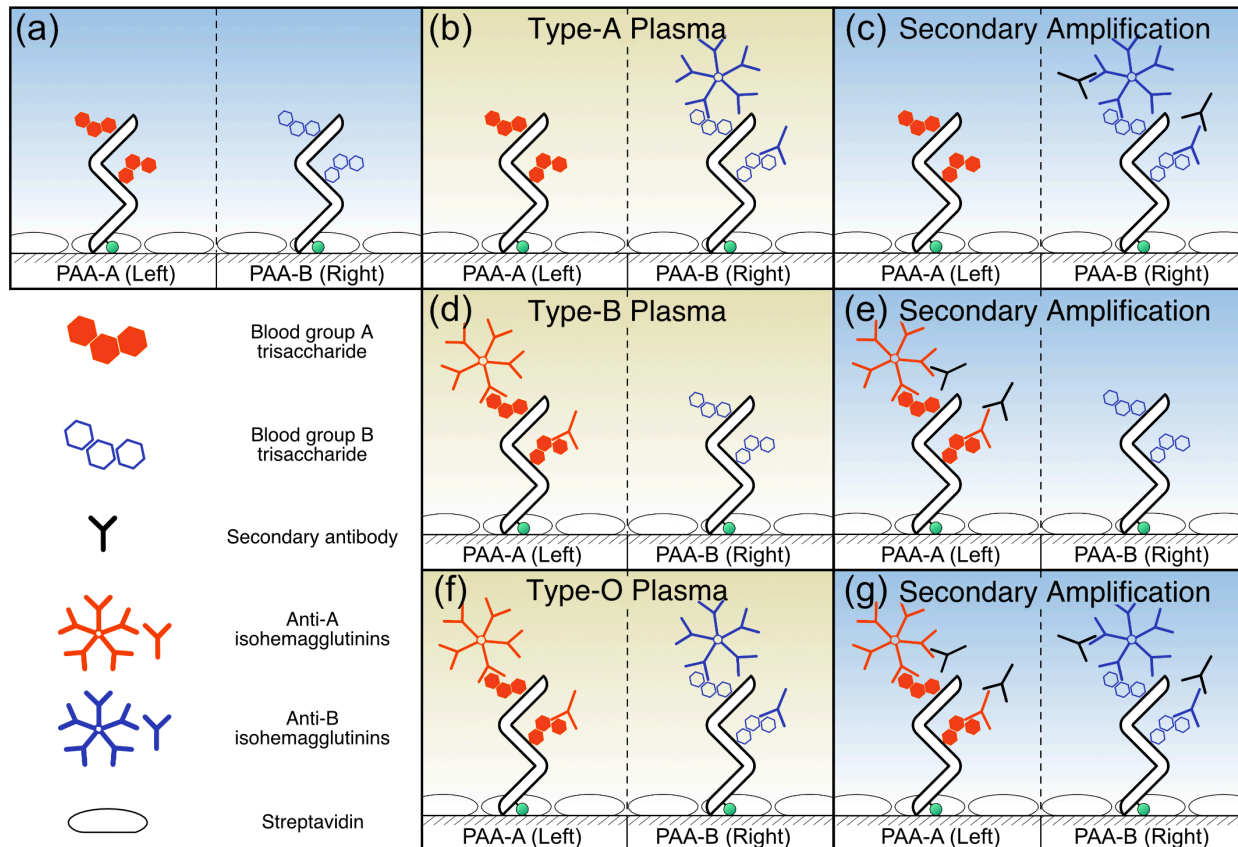 (a)
PAA-A (Left)
PAA-B (Right)
(b)
Type-A Plasma
PAA-A (Left)
PAA-B (Right)
(c)
Secondary Amplification
PAA-A (Left)
PAA-B (Right)
Blood group A
trisaccharide
Blood group B
trisaccharide
Secondary antibody
Anti-A
isohemagglutinins
Anti-B
isohemagglutinins
Streptavidin
(d)
Type-B Plasma
PAA-A (Left)
PAA-B (Right)
(e)
Secondary Amplification
PAA-A (Left)
PAA-B (Right)
(f)
Type-O Plasma
PAA-A (Left)
PAA-B (Right)
(g)
Secondary Amplification
PAA-A (Left)
PAA-B (Right)